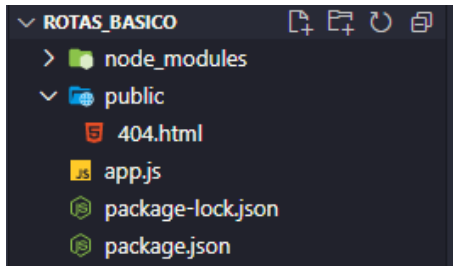 ROTAS_BASICO
node_modules
public
404.html
app.js
package-lock.json
package.json